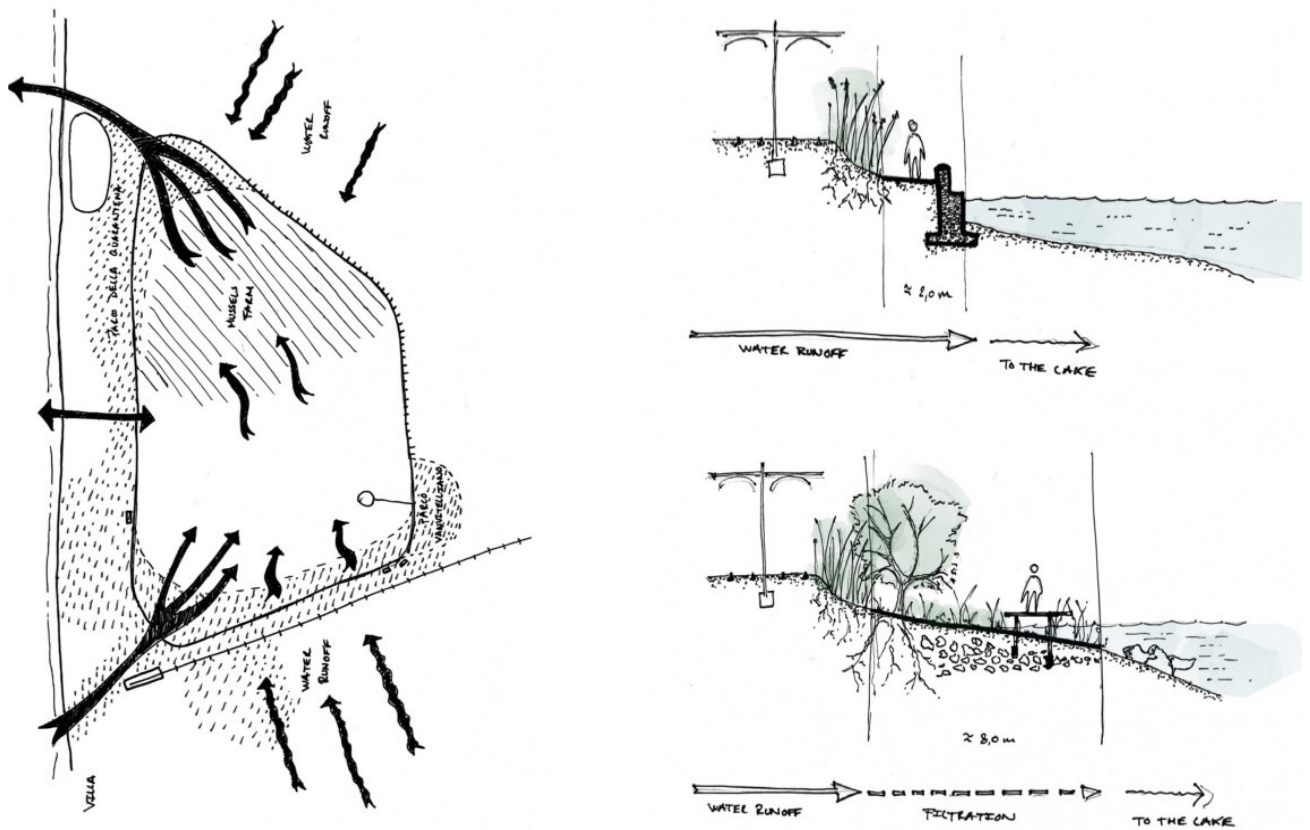 WATER
RUNOFF
PARCO DELLA QUARANTENA
MUSSELS
FARM
PARCO
VANVITELLIANO
WATER
RUNOFF
VILLA
≈ 2,0 m
WATER RUNOFF
TO THE LAKE
≈ 8,0 m
WATER RUNOFF
FILTRATION
TO THE LAKE